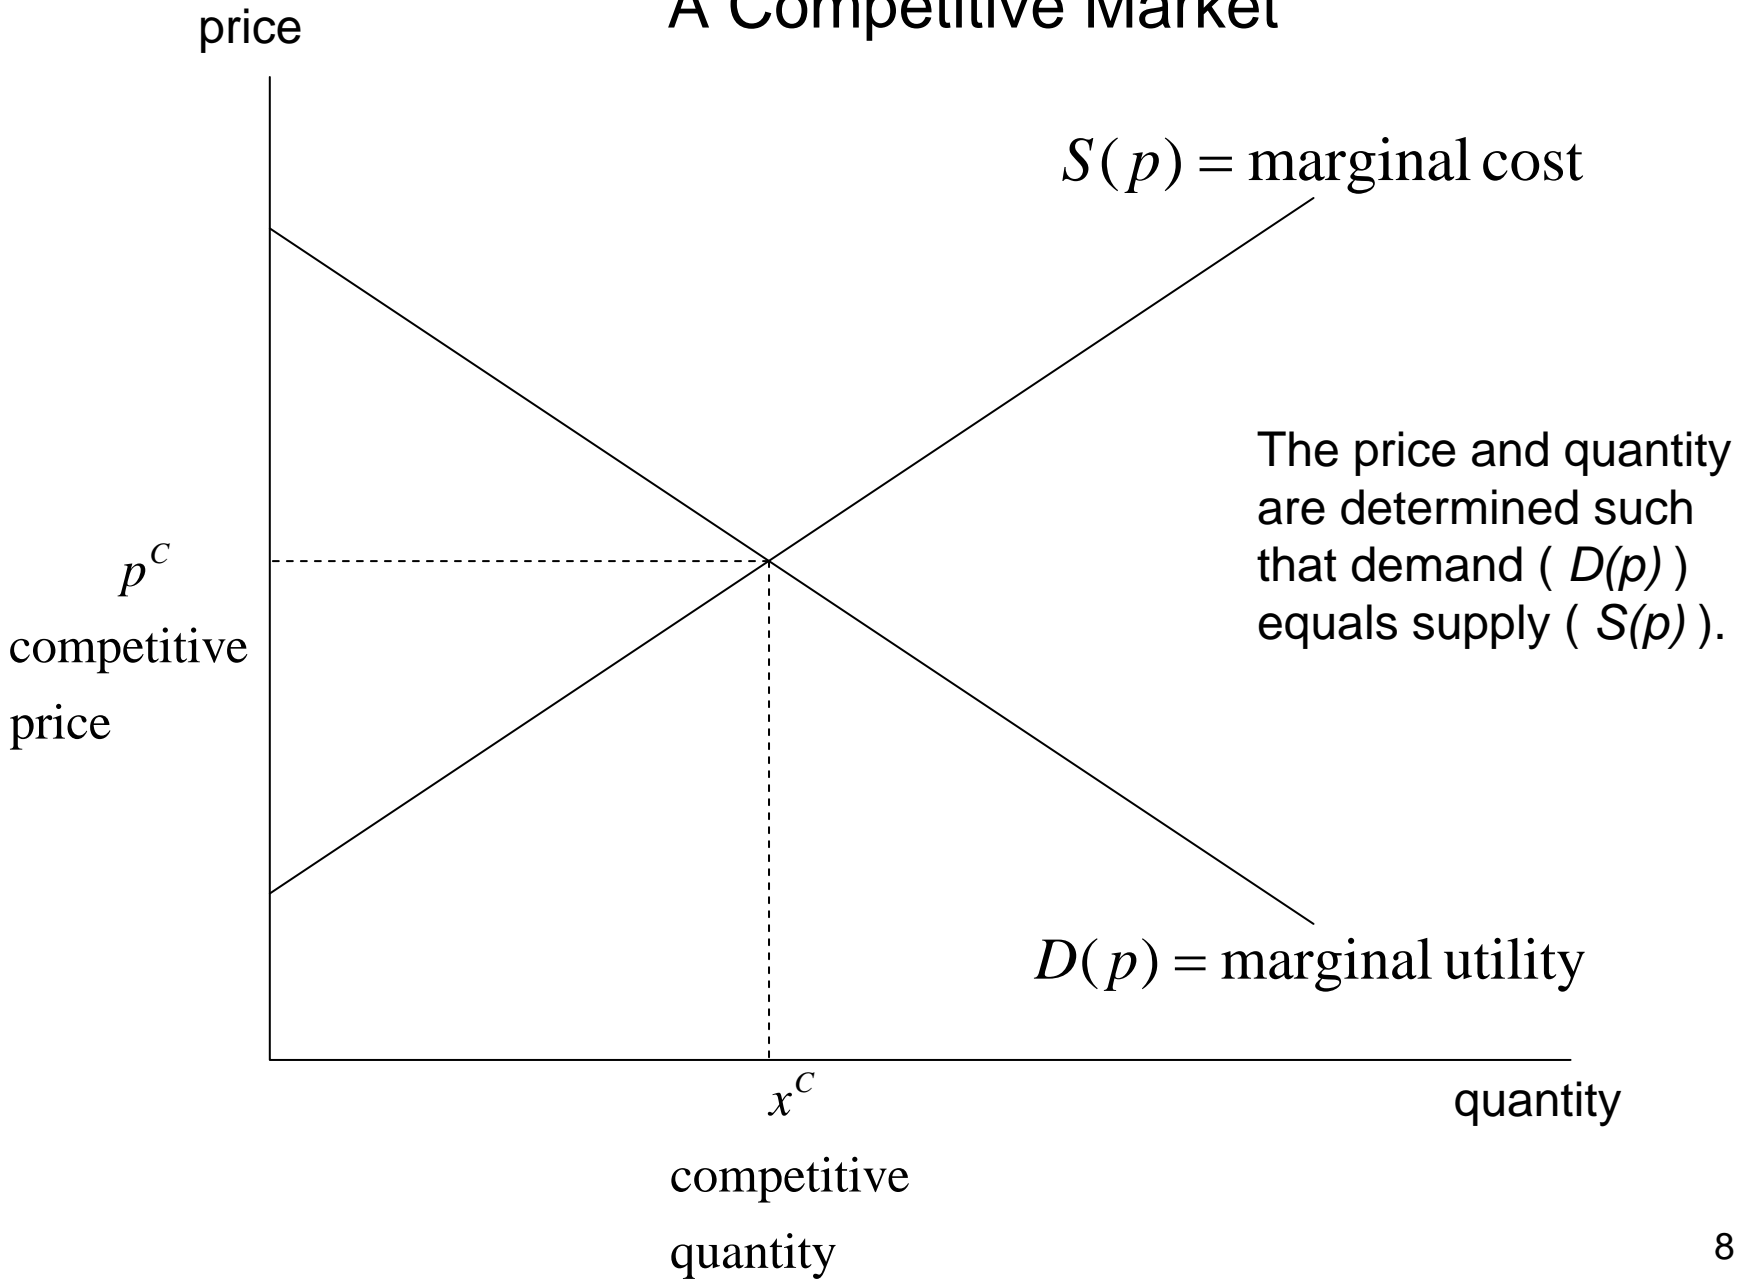 A Competitive Market
price
S(p) = marginal cost
The price and quantity
are determined such
that demand ( D(p) )
equals supply ( S(p) ).
p^C
competitive
price
D(p) = marginal utility
x^C
quantity
competitive
quantity
8